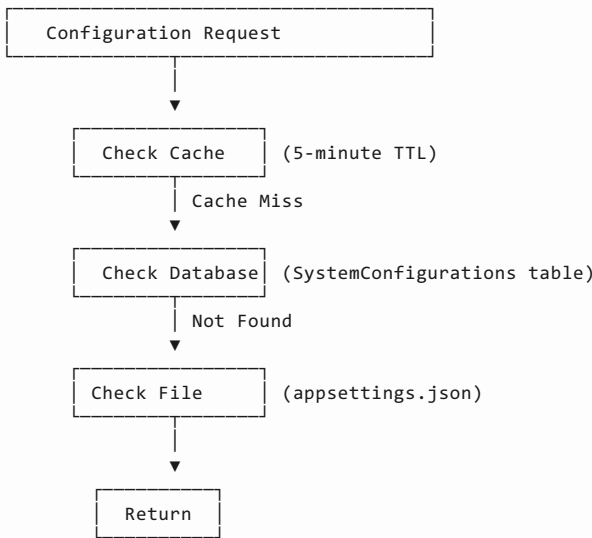 Configuration Request
Check Cache (5-minute TTL)
Cache Miss
Check Database (SystemConfigurations table)
Not Found
Check File (appsettings.json)
Return